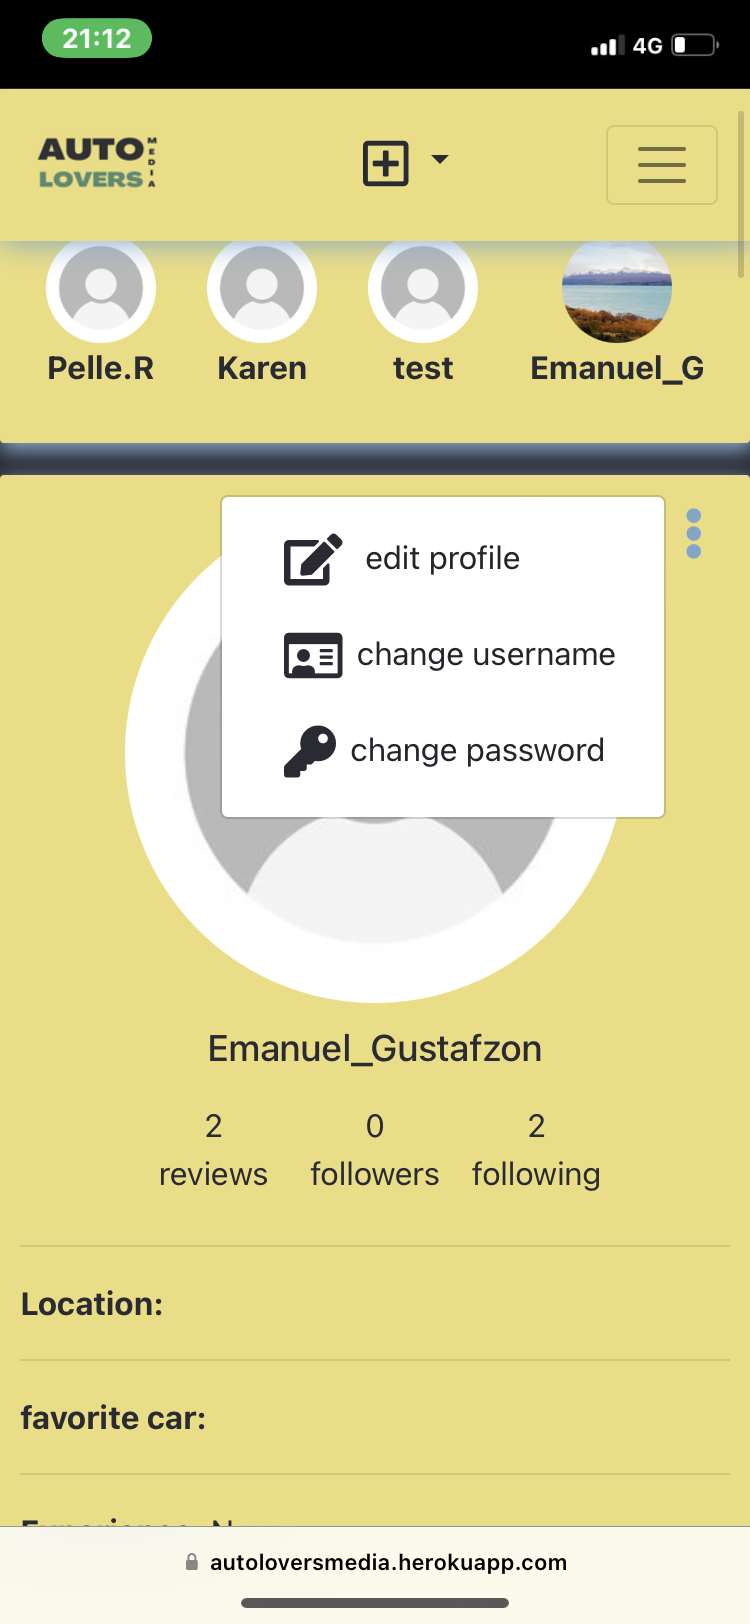 21:12
4G
AUTO
LOVERS
MEDIA
Pelle.R Karen test Emanuel_G
edit profile
change username
change password
Emanuel_Gustafzon
2 0 2
reviews followers following
Location:
favorite car:
autoloversmedia.herokuapp.com